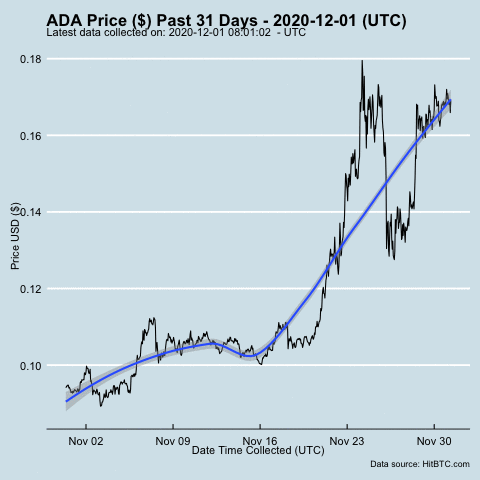 ADA Price ($) Past 31 Days - 2020-12-01 (UTC)
Latest data collected on: 2020-12-01 08:01:02 - UTC
0.18
0.16
0.14
0.12
0.10
Price USD ($)
Nov 02 Nov 09 Nov 16 Nov 23 Nov 30
Date Time Collected (UTC)
Data source: HitBTC.com